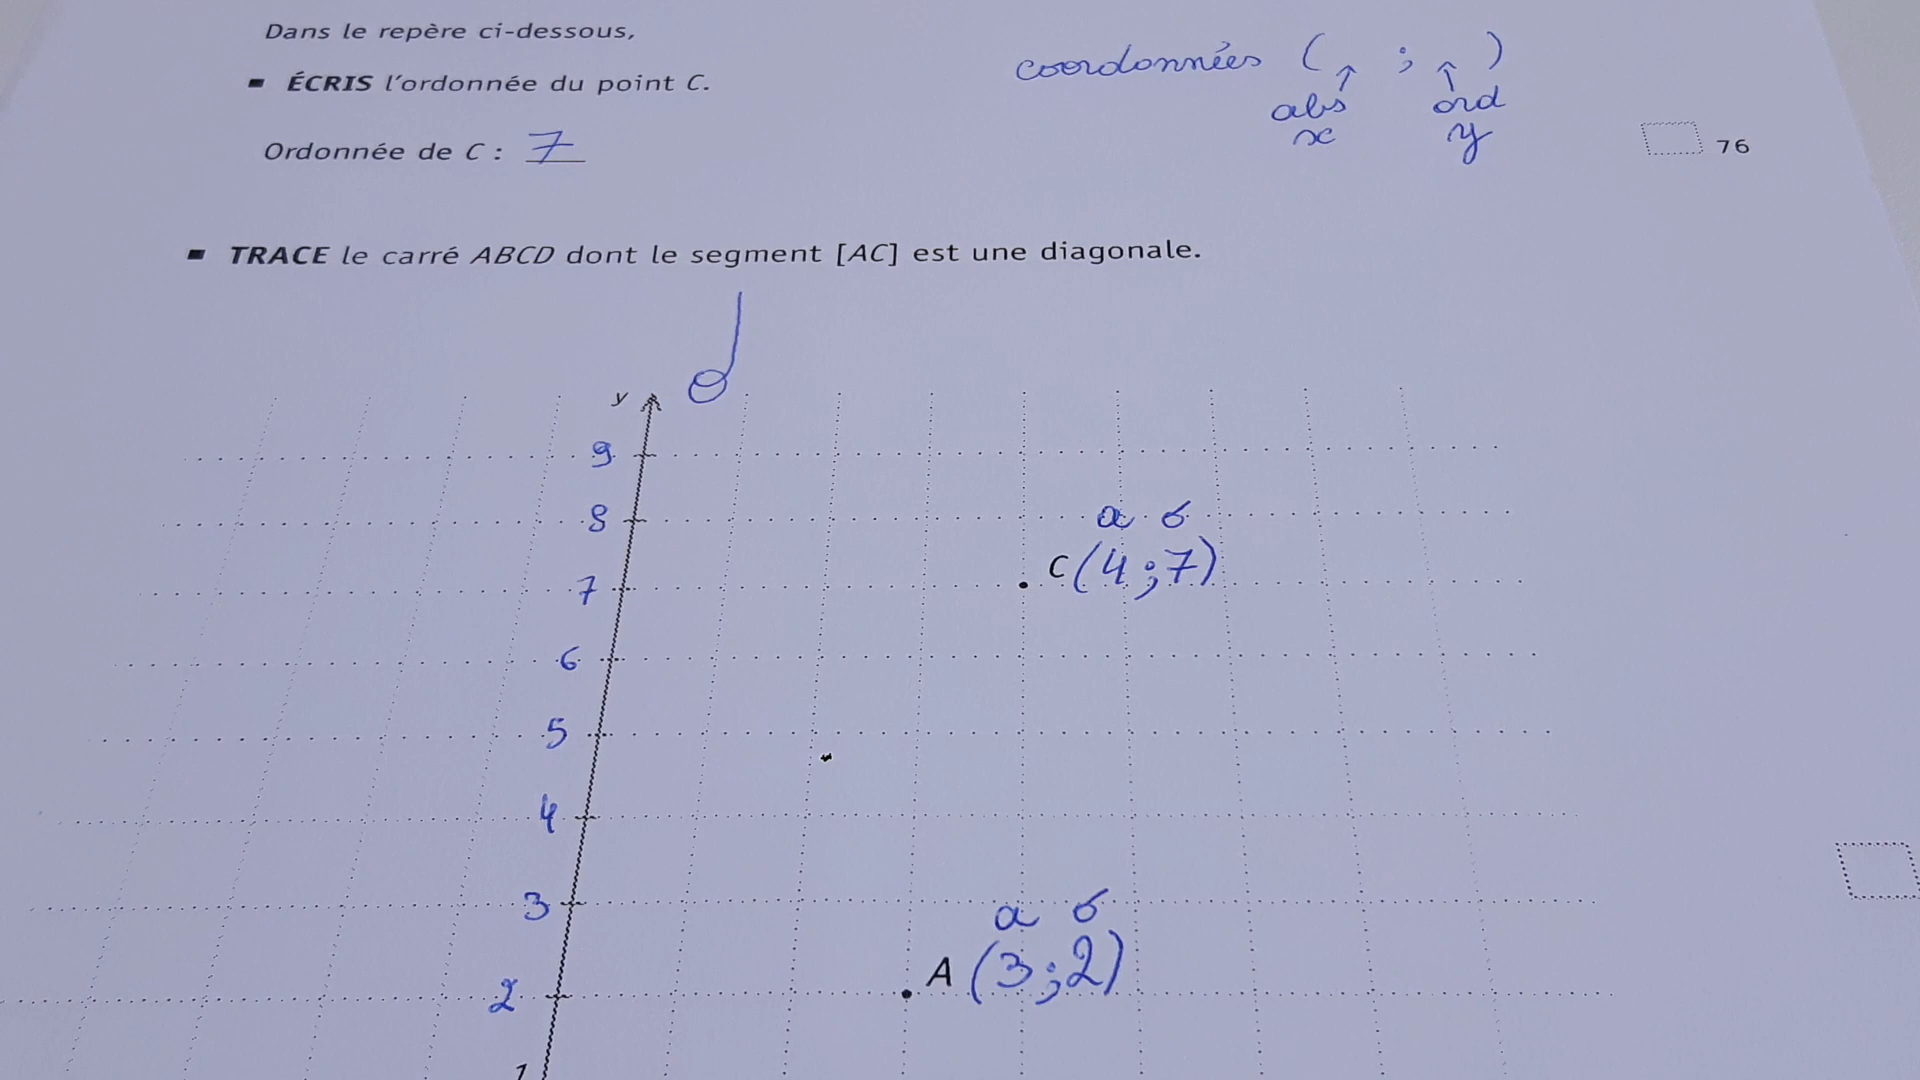 Dans le repère ci-dessous,
▪ ÉCRIS l'ordonnée du point C.
coordonnées ( ; )
abs ord
x y
Ordonnée de C : 7
76
▪ TRACE le carré ABCD dont le segment [AC] est une diagonale.
y
9
8
a o
7
C (4 ; 7)
6
5
4
3
a o
A (3 ; 2)
2
1